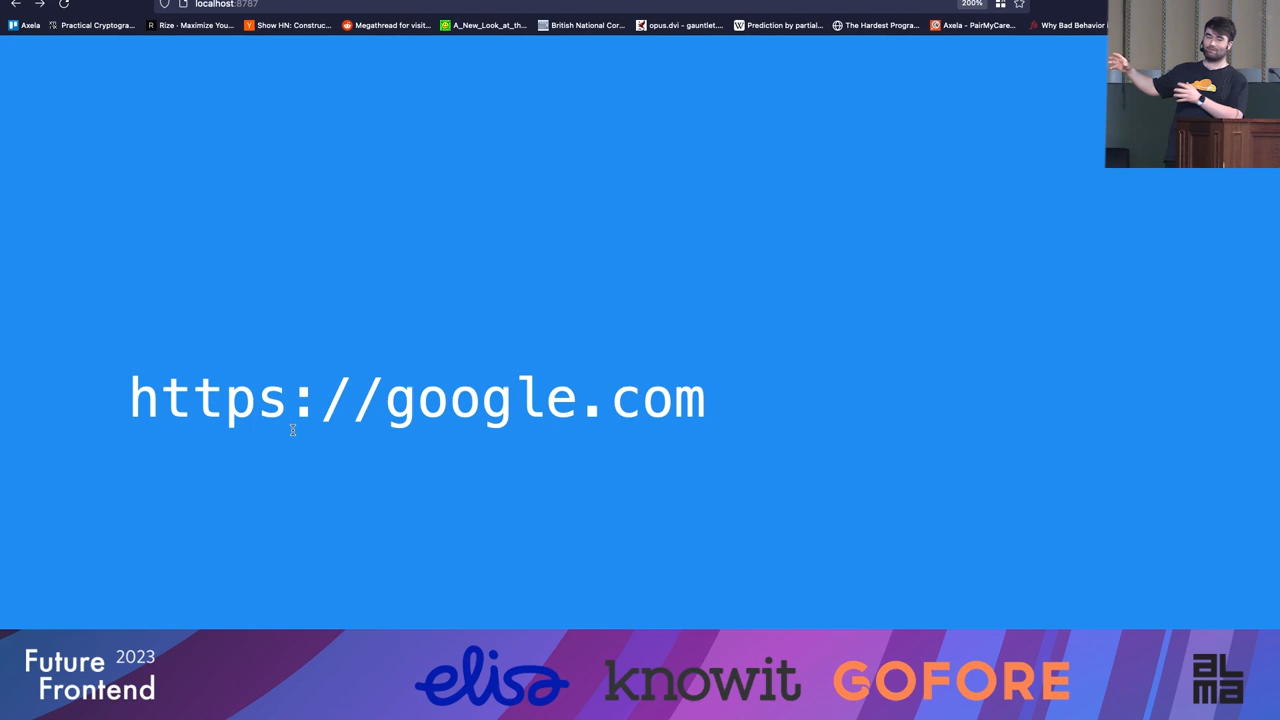 localhost:8787
200%
Axela
Practical Cryptogra...
Rize · Maximize You...
Show HN: Construc...
Megathread for visit...
A_New_Look_at_th...
British National Cor...
opus.dvi - gauntlet....
Prediction by partial...
The Hardest Progra...
Axela - PairMyCare...
Why Bad Behavior i
https://google.com
Future 2023
Frontend
elisa
knowit
GOFORE
ALMA